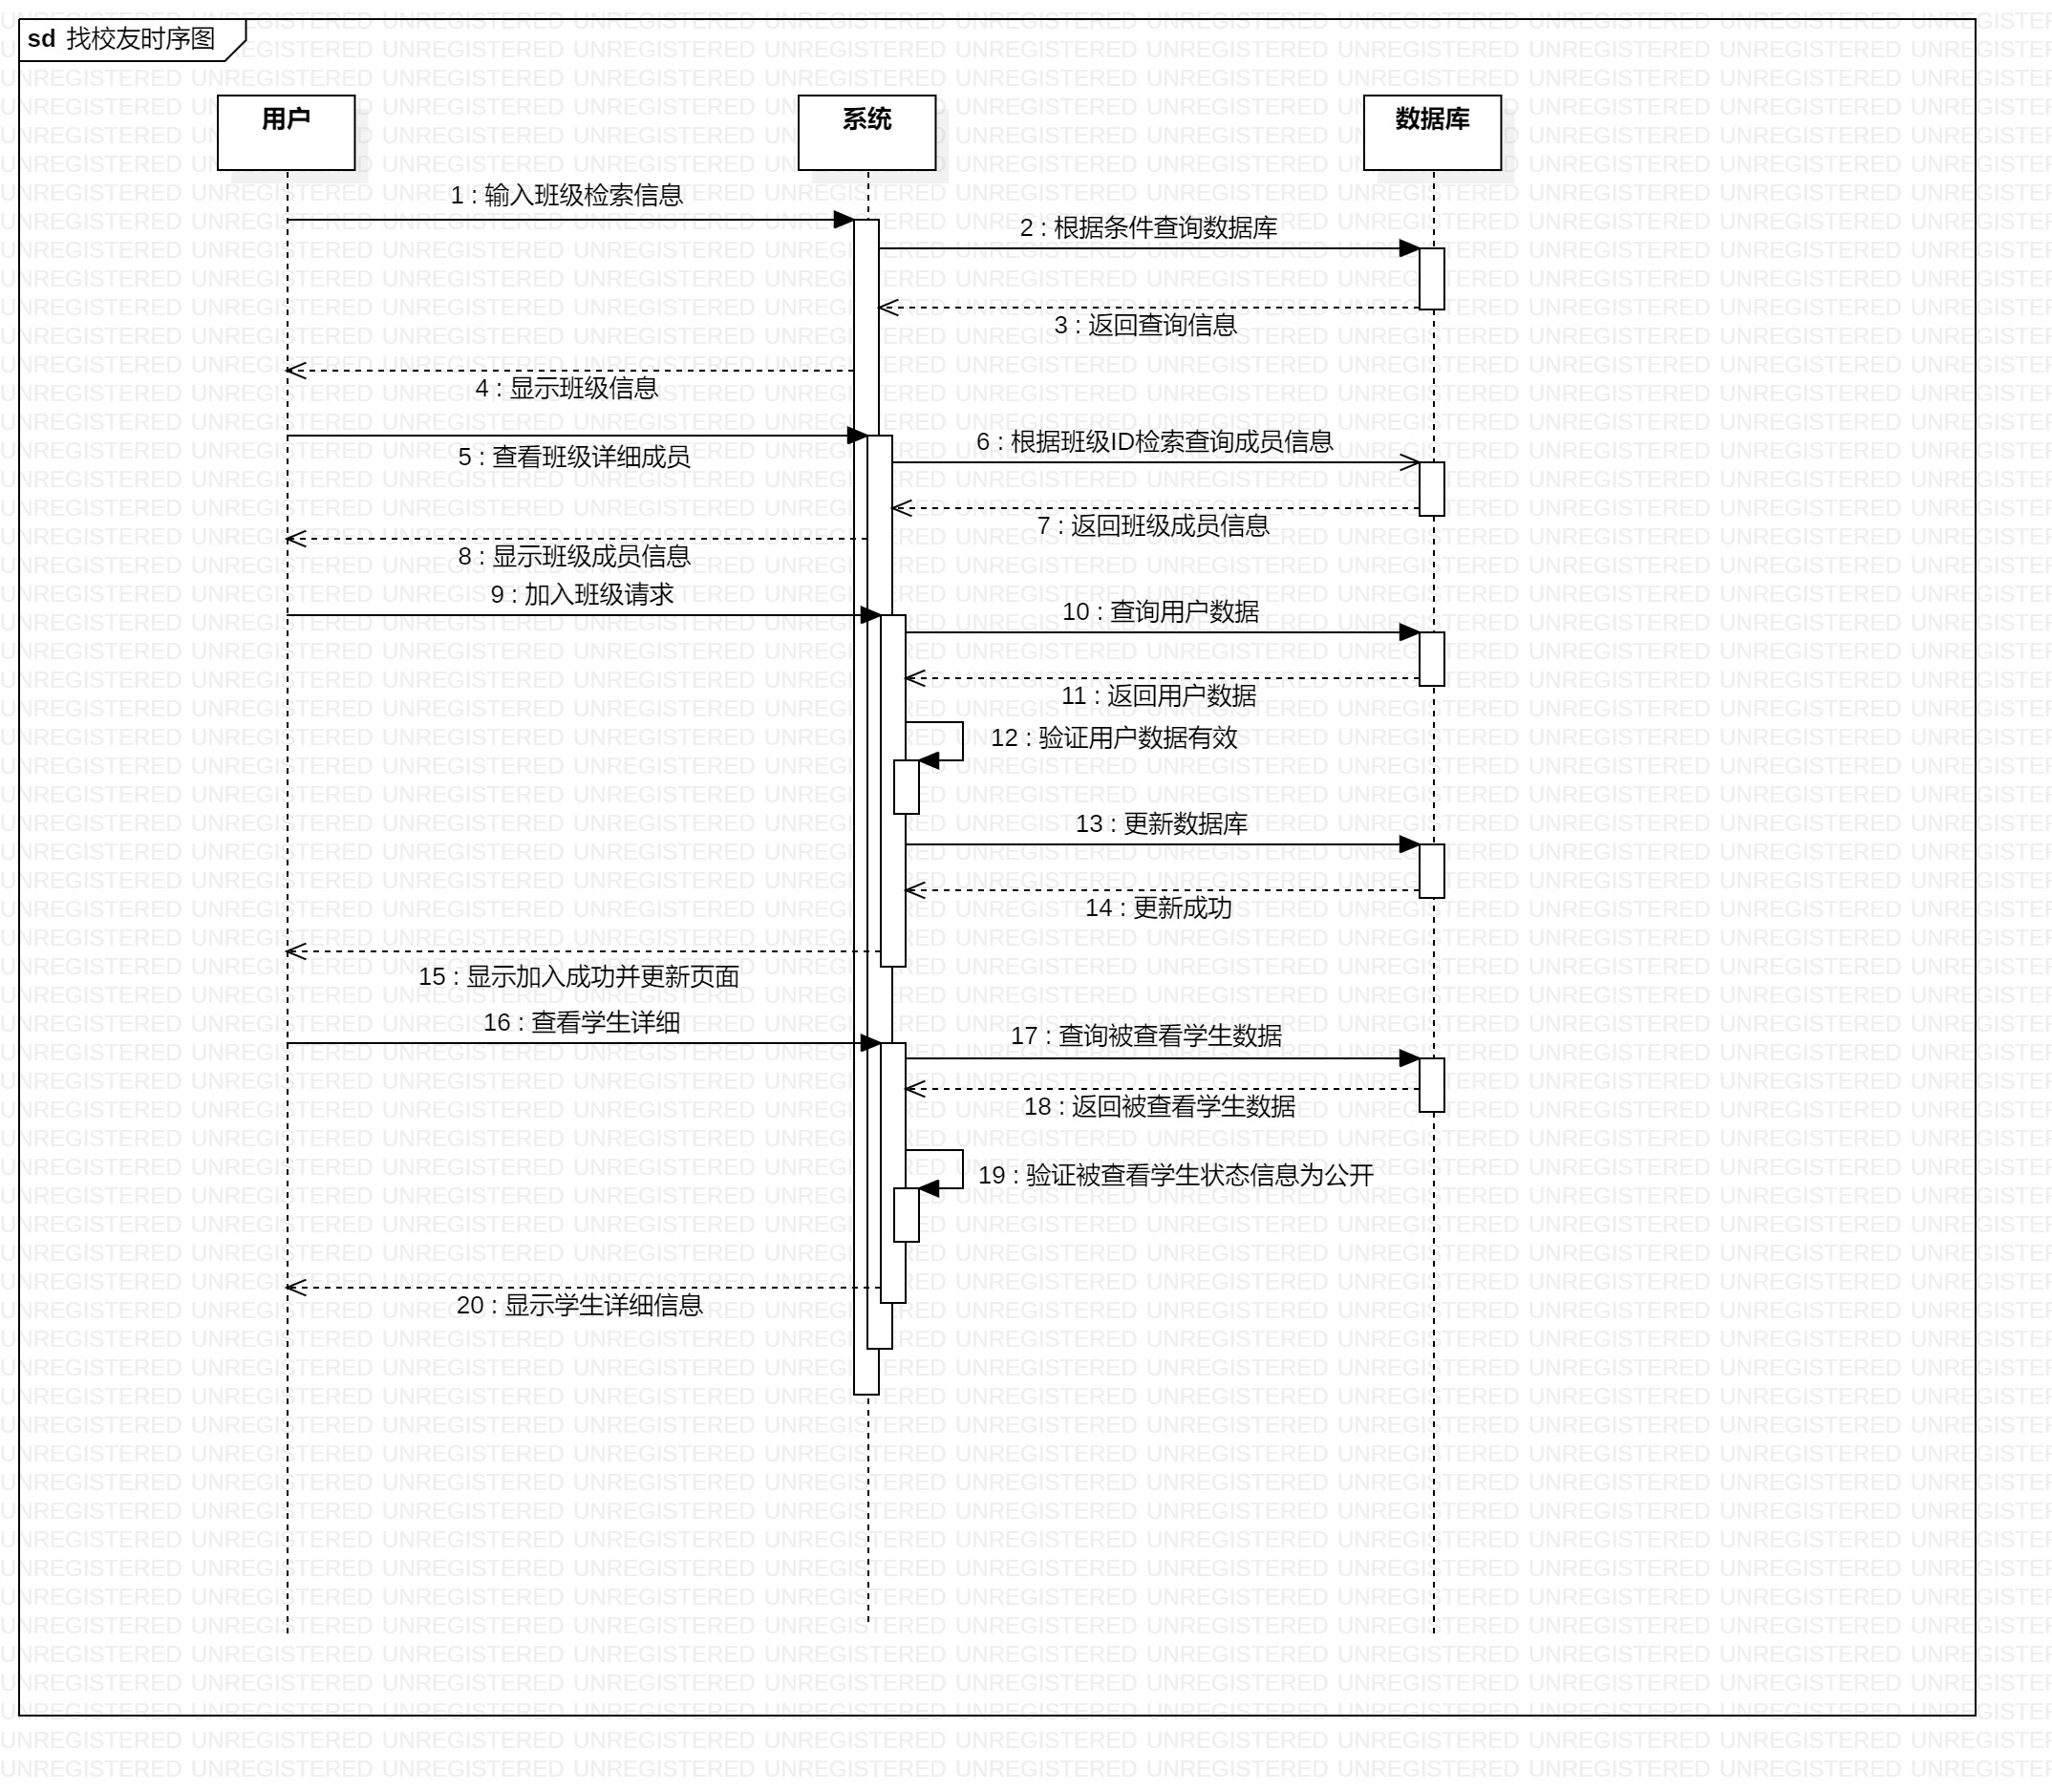 sd 找校友时序图
用户
系统
数据库
1 : 输入班级检索信息
2 : 根据条件查询数据库
3 : 返回查询信息
4 : 显示班级信息
5 : 查看班级详细成员
6 : 根据班级ID检索查询成员信息
7 : 返回班级成员信息
8 : 显示班级成员信息
9 : 加入班级请求
10 : 查询用户数据
11 : 返回用户数据
12 : 验证用户数据有效
13 : 更新数据库
14 : 更新成功
15 : 显示加入成功并更新页面
16 : 查看学生详细
17 : 查询被查看学生数据
18 : 返回被查看学生数据
19 : 验证被查看学生状态信息为公开
20 : 显示学生详细信息
UNREGISTERED